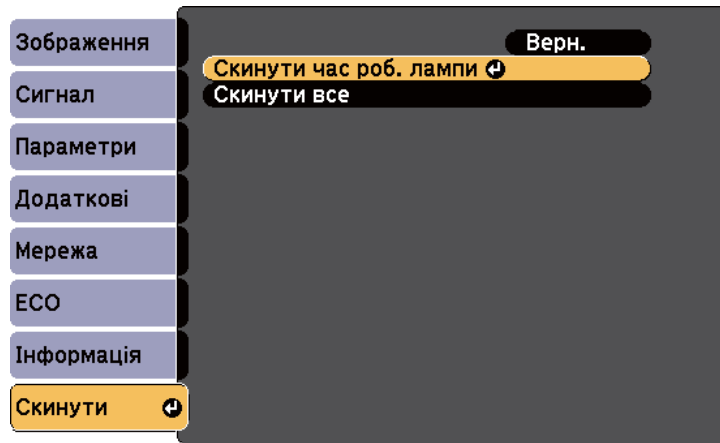 Зображення
Сигнал
Параметри
Додаткові
Мережа
ECO
Інформація
Скинути
Верн.
Скинути час роб. лампи
Скинути все